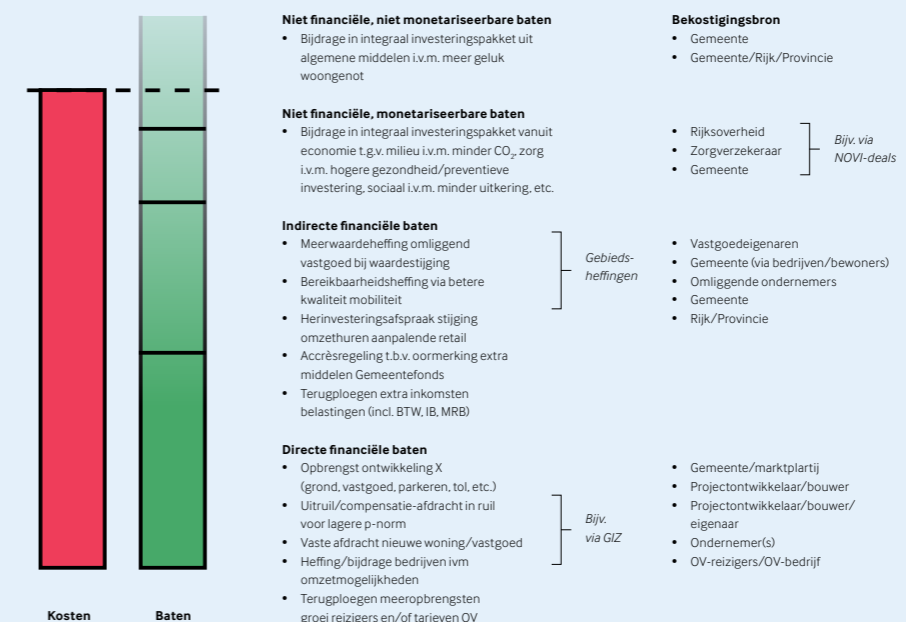 Niet financiële, niet monetariseerbare baten
• Bijdrage in integraal investeringspakket uit
algemene middelen i.v.m. meer geluk
woongenot
Bekostigingsbron
• Gemeente
• Gemeente/Rijk/Provincie
Niet financiële, monetariseerbare baten
• Bijdrage in integraal investeringspakket vanuit
economie t.g.v. milieu i.v.m. minder CO₂, zorg
i.v.m. hogere gezondheid/preventieve
investering, sociaal i.v.m. minder uitkering, etc.
• Rijksoverheid
• Zorgverzekeraar
• Gemeente
Bijv. via
NOVI-deals
Indirecte financiële baten
• Meerwaardeheffing omliggend
vastgoed bij waardestijging
• Bereikbaarheidsheffing via betere
kwaliteit mobiliteit
• Herinvesteringsafspraak stijging
omzethuren aanpalende retail
• Accrèsregeling t.b.v. oormerking extra
middelen Gemeentefonds
• Terugploegen extra inkomsten
belastingen (incl. BTW, IB, MRB)
Gebieds-
heffingen
• Vastgoedeigenaren
• Gemeente (via bedrijven/bewoners)
• Omliggende ondernemers
• Gemeente
• Rijk/Provincie
Directe financiële baten
• Opbrengst ontwikkeling X
(grond, vastgoed, parkeren, tol, etc.)
• Uitruil/compensatie-afdracht in ruil
voor lagere p-norm
• Vaste afdracht nieuwe woning/vastgoed
• Heffing/bijdrage bedrijven ivm
omzetmogelijkheden
• Terugploegen meeropbrengsten
groei reizigers en/of tarieven OV
Bijv.
via GIZ
• Gemeente/marktpartij
• Projectontwikkelaar/bouwer
• Projectontwikkelaar/bouwer/
eigenaar
• Ondernemer(s)
• OV-reizigers/OV-bedrijf
Kosten
Baten